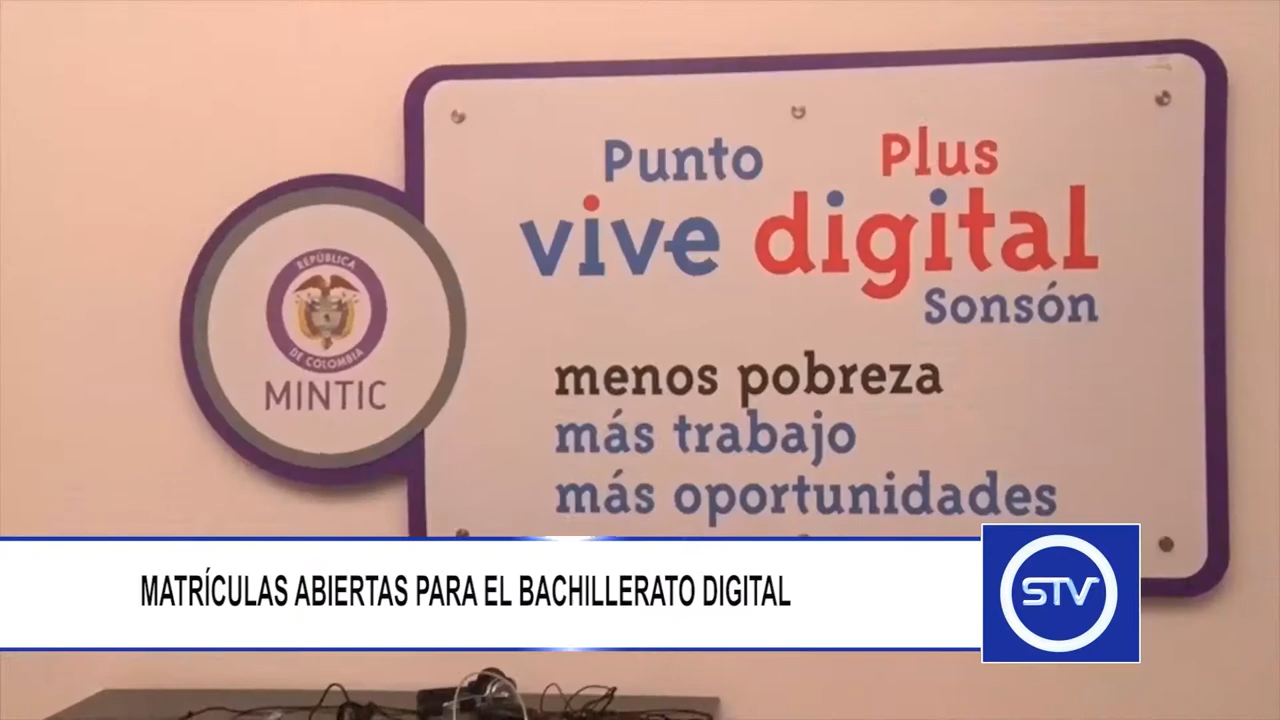 Punto Plus
vive digital
Sonsón
REPÚBLICA
DE COLOMBIA
MINTIC
menos pobreza
más trabajo
más oportunidades
MATRÍCULAS ABIERTAS PARA EL BACHILLERATO DIGITAL
STV